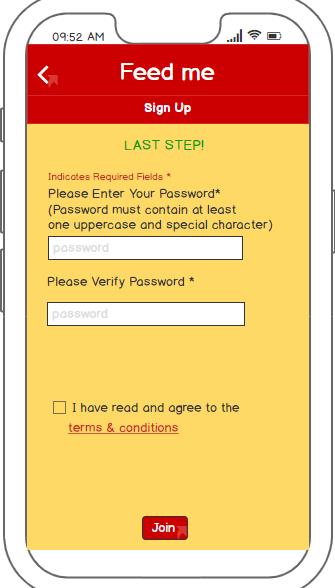 09:52 AM
Feed me
Sign Up
LAST STEP!
Indicates Required Fields *
Please Enter Your Password*
(Password must contain at least
one uppercase and special character)
password
Please Verify Password *
password
I have read and agree to the
terms & conditions
Join